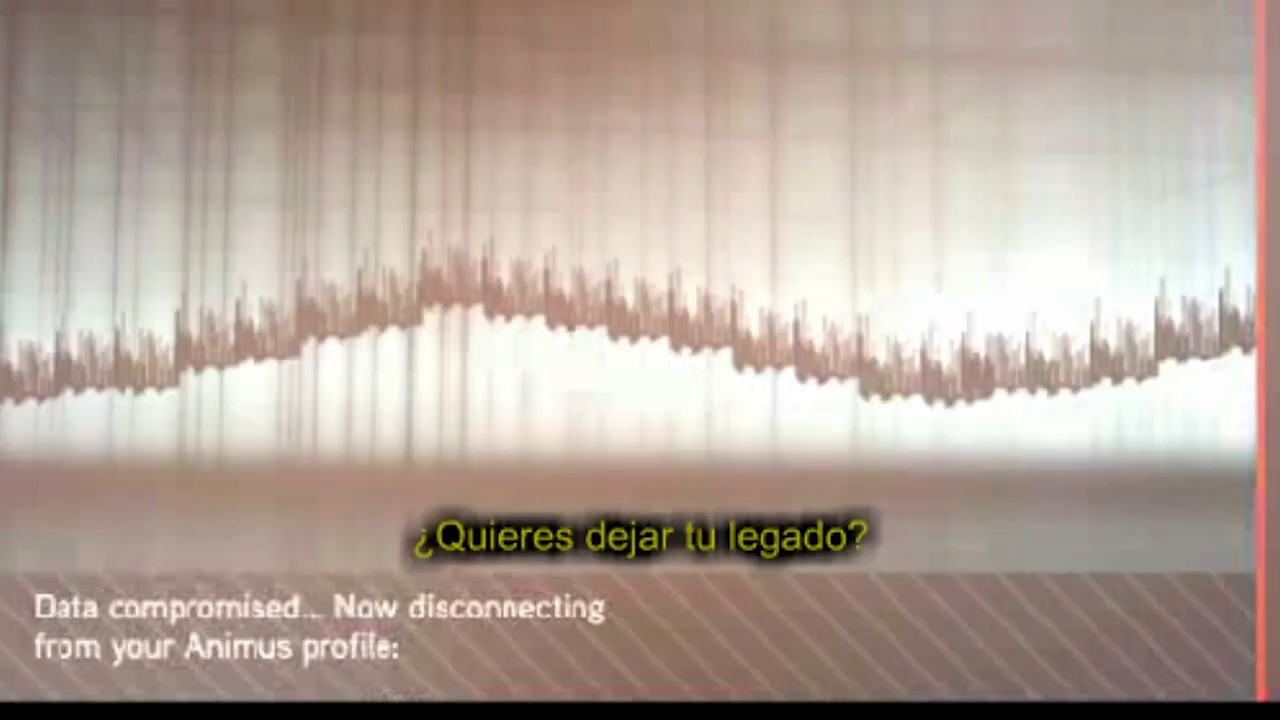 ¿Quieres dejar tu legado?
Data compromised... Now disconnecting
from your Animus profile: